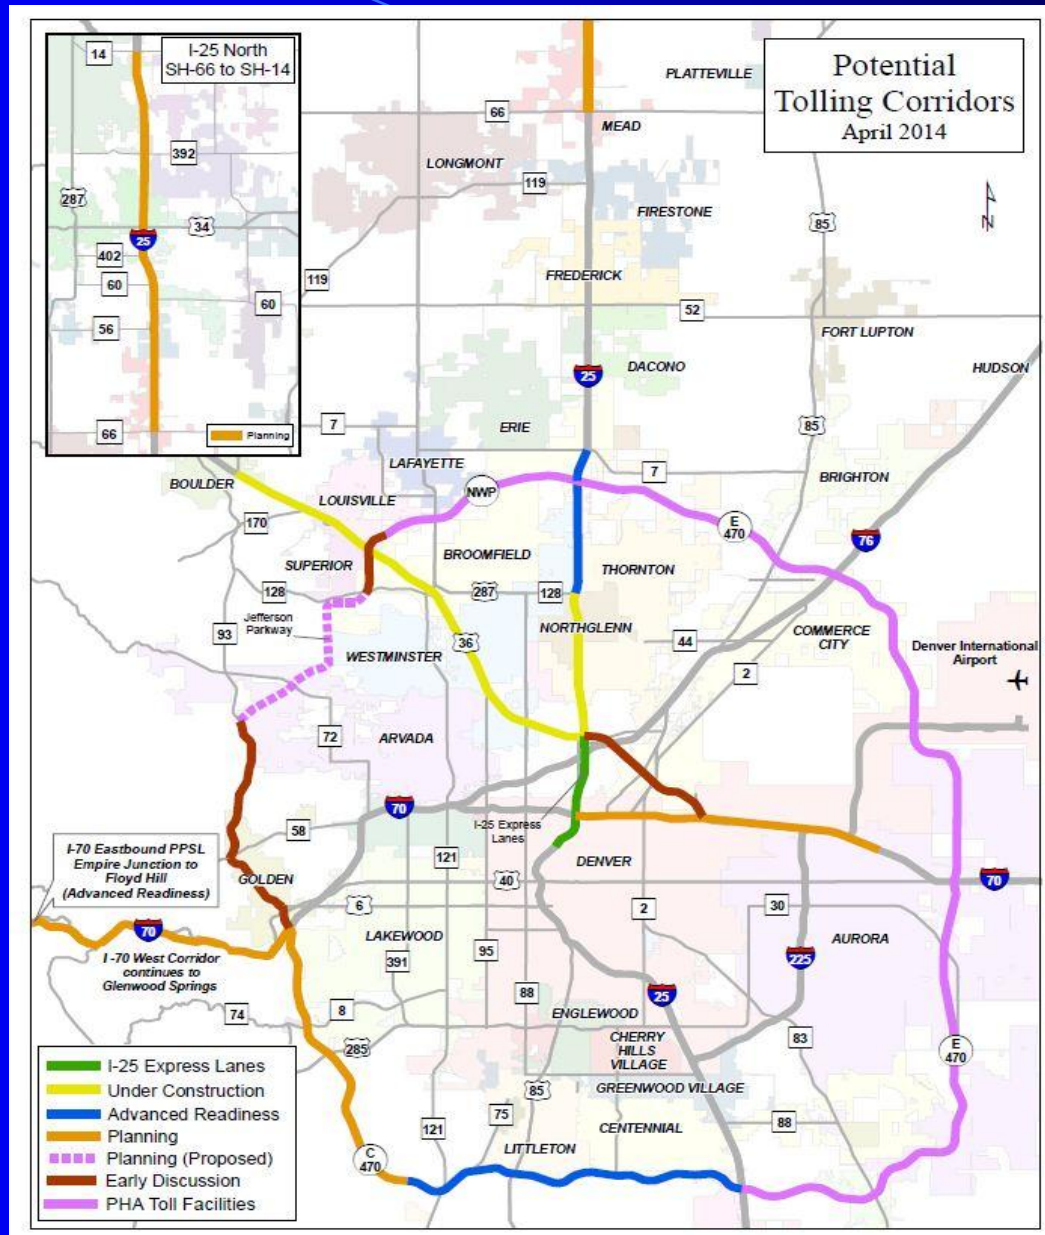 I-25 North
SH-66 to SH-14
14
392
287
34
25
402
60
60
56
66
Planning
Potential
Tolling Corridors
April 2014
PLATTEVILLE
66
MEAD
LONGMONT
119
FIRESTONE
85
FREDERICK
119
52
FORT LUPTON
HUDSON
25
DACONO
7
ERIE
85
LAFAYETTE
7
BRIGHTON
BOULDER
LOUISVILLE
NWP
170
E
470
76
BROOMFIELD
SUPERIOR
THORNTON
128
287
128
Jefferson
Parkway
93
NORTHGLENN
COMMERCE
CITY
36
44
WESTMINSTER
2
Denver International
Airport
72
ARVADA
70
I-25 Express
Lanes
58
121
DENVER
I-70 Eastbound PPSL
Empire Junction to
Floyd Hill
(Advanced Readiness)
GOLDEN
40
70
6
2
30
70
LAKEWOOD
95
AURORA
391
I -70 West Corridor
continues to
Glenwood Springs
225
88
25
74
8
ENGLEWOOD
285
CHERRY
HILLS
VILLAGE
83
E
470
GREENWOOD VILLAGE
85
75
121
CENTENNIAL
88
LITTLETON
C
470
I-25 Express Lanes
Under Construction
Advanced Readiness
Planning
Planning (Proposed)
Early Discussion
PHA Toll Facilities